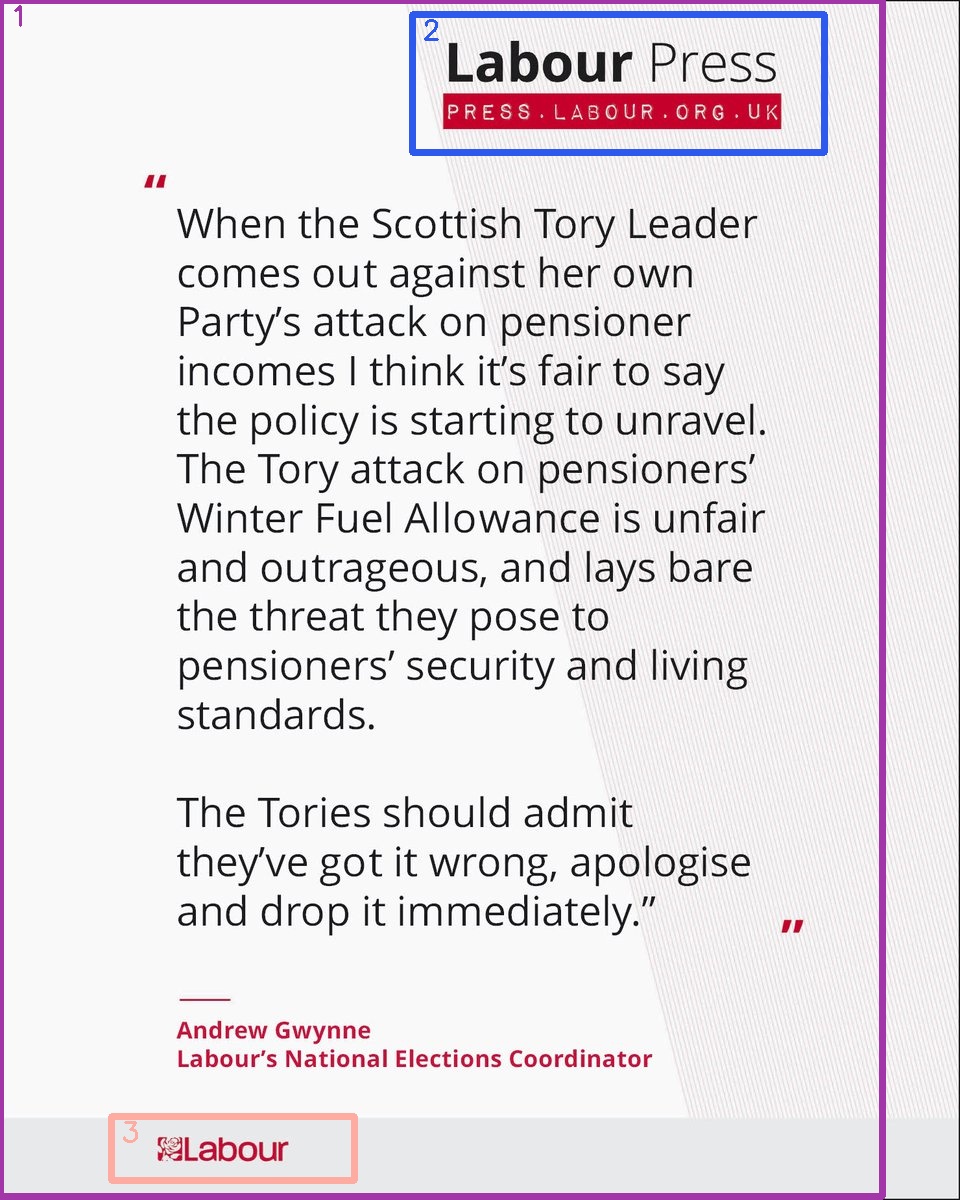 Labour Press
PRESS.LABOUR.ORG.UK
“
When the Scottish Tory Leader
comes out against her own
Party’s attack on pensioner
incomes I think it’s fair to say
the policy is starting to unravel.
The Tory attack on pensioners’
Winter Fuel Allowance is unfair
and outrageous, and lays bare
the threat they pose to
pensioners’ security and living
standards.
The Tories should admit
they’ve got it wrong, apologise
and drop it immediately.”
”
Andrew Gwynne
Labour’s National Elections Coordinator
Labour
1
2
3